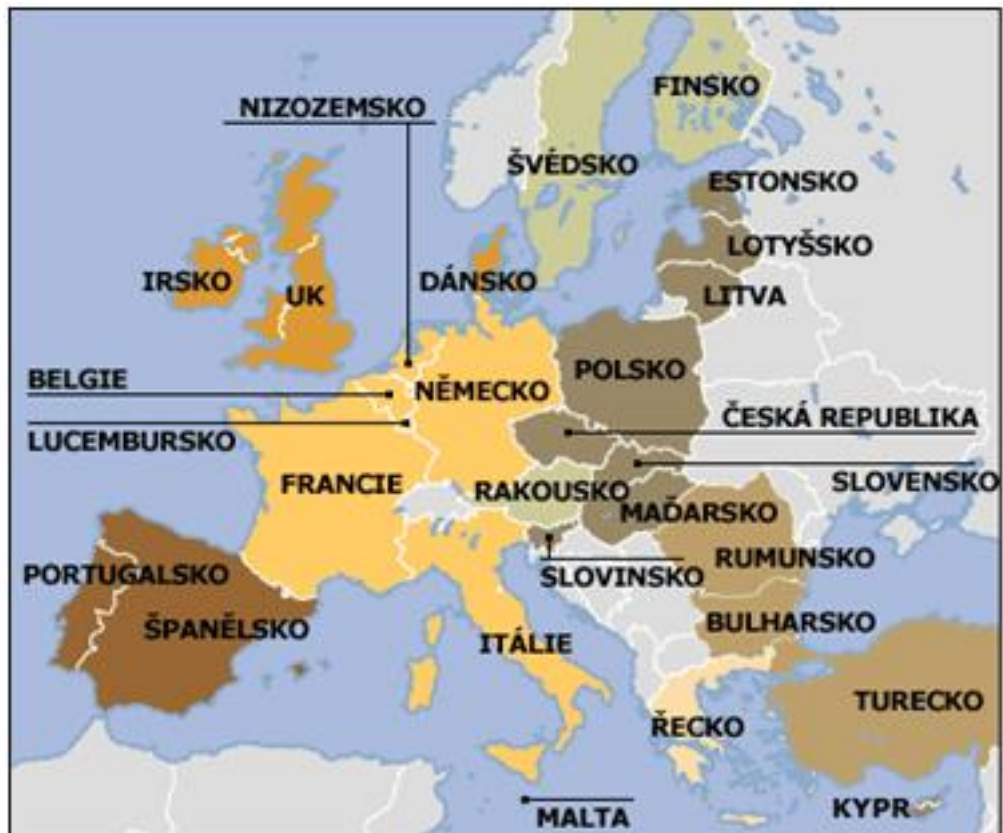 FINSKO
NIZOZEMSKO
ŠVÉDSKO
ESTONSKO
LOTYŠSKO
IRSKO
UK
DÁNSKO
LITVA
BELGIE
NĚMECKO
POLSKO
ČESKÁ REPUBLIKA
LUCEMBURSKO
FRANCIE
RAKOUSKO
SLOVENSKO
MAĎARSKO
PORTUGALSKO
SLOVINSKO
RUMUNSKO
ŠPANĚLSKO
ITÁLIE
BULHARSKO
ŘECKO
TURECKO
MALTA
KYPR